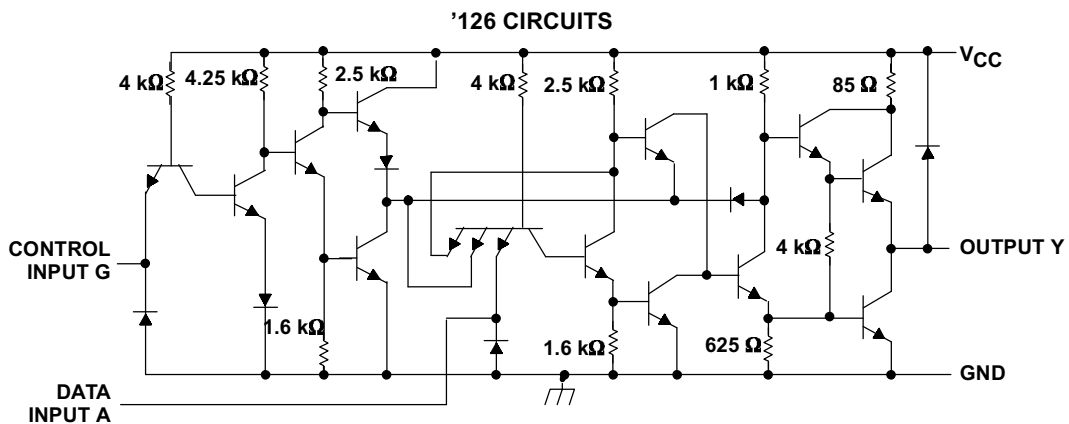 '126 CIRCUITS
VCC
4 kΩ
4.25 kΩ
2.5 kΩ
4 kΩ
2.5 kΩ
1 kΩ
85 Ω
CONTROL
INPUT G
4 kΩ
OUTPUT Y
1.6 kΩ
1.6 kΩ
625 Ω
GND
DATA
INPUT A